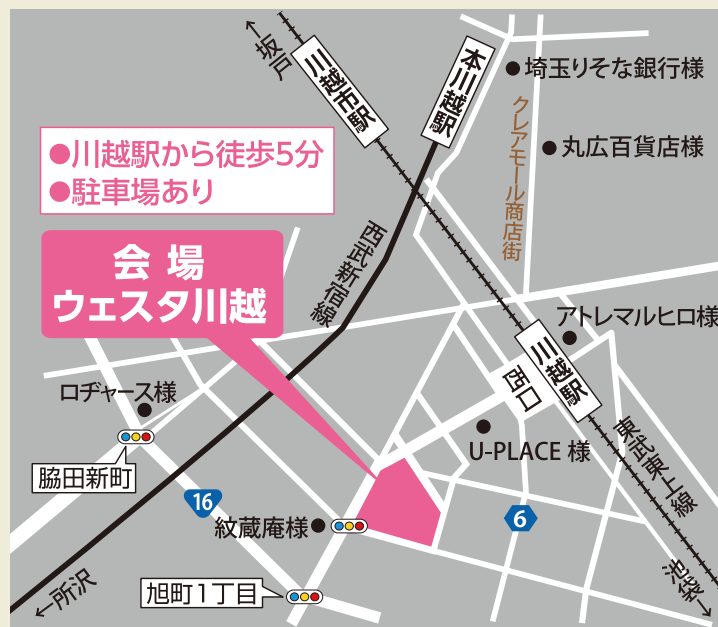 ←坂戸
川越市駅
本川越駅
●埼玉りそな銀行様
クレアモール商店街
●丸広百貨店様
●川越駅から徒歩5分
●駐車場あり
会場
ウェスタ川越
西武新宿線
アトレマルヒロ様
川越駅
西口
ロヂャース様
U-PLACE 様
東武東上線
脇田新町
16
紋蔵庵様
6
旭町1丁目
←所沢
池袋→